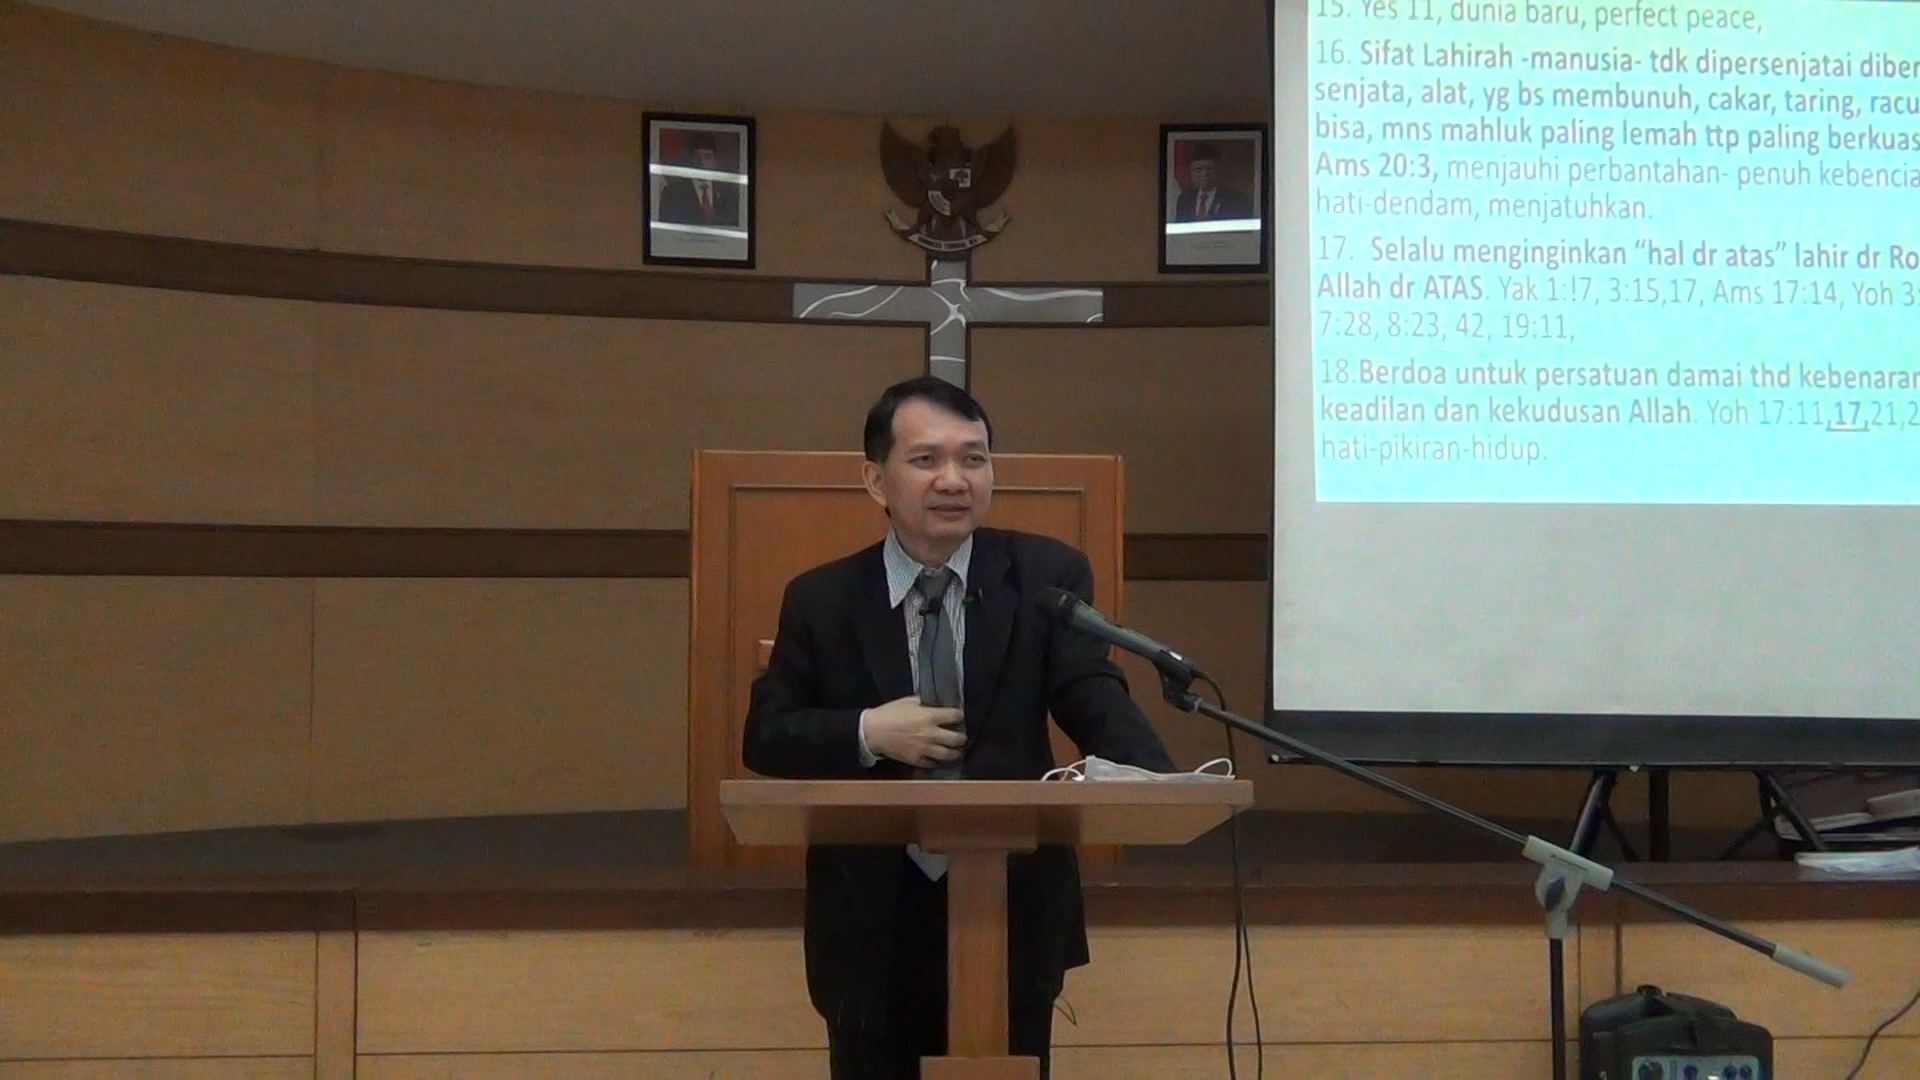 15. Yes 11, dunia baru, perfect peace,
16. Sifat Lahirah -manusia- tdk dipersenjatai diber
senjata, alat, yg bs membunuh, cakar, taring, racu
bisa, mns mahluk paling lemah ttp paling berkuas
Ams 20:3, menjauhi perbantahan- penuh kebencia
hati-dendam, menjatuhkan.
17. Selalu menginginkan “hal dr atas” lahir dr Ro
Allah dr ATAS. Yak 1:!7, 3:15,17, Ams 17:14, Yoh 3:
7:28, 8:23, 42, 19:11,
18.Berdoa untuk persatuan damai thd kebenaran
keadilan dan kekudusan Allah. Yoh 17:11,17,21,2
hati-pikiran-hidup.